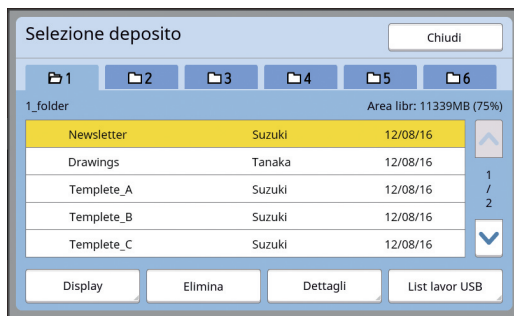 Selezione deposito Chiudi
1 2 3 4 5 6
1_folder Area libr: 11339MB (75%)
Newsletter Suzuki 12/08/16
Drawings Tanaka 12/08/16
Templete_A Suzuki 12/08/16
Templete_B Suzuki 12/08/16
Templete_C Suzuki 12/08/16
1
/
2
Display Elimina Dettagli List lavor USB